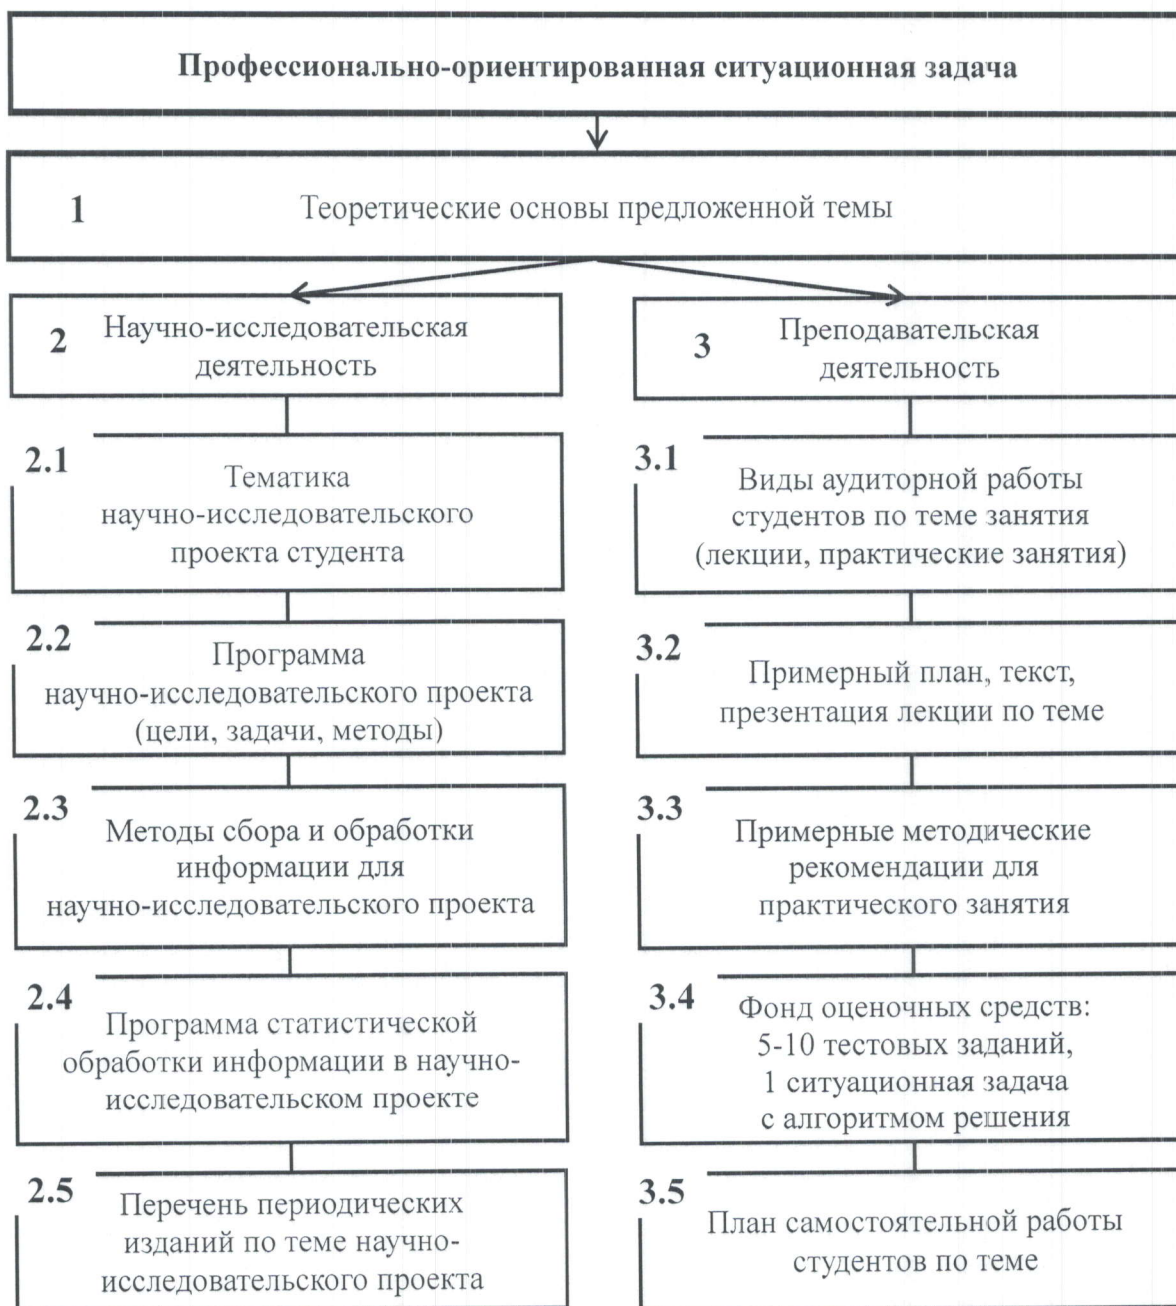 Профессионально-ориентированная ситуационная задача
1
Теоретические основы предложенной темы
2
Научно-исследовательская
деятельность
2.1
Тематика
научно-исследовательского
проекта студента
2.2
Программа
научно-исследовательского проекта
(цели, задачи, методы)
2.3
Методы сбора и обработки
информации для
научно-исследовательского проекта
2.4
Программа статистической
обработки информации в научно-
исследовательском проекте
2.5
Перечень периодических
изданий по теме научно-
исследовательского проекта
3
Преподавательская
деятельность
3.1
Виды аудиторной работы
студентов по теме занятия
(лекции, практические занятия)
3.2
Примерный план, текст,
презентация лекции по теме
3.3
Примерные методические
рекомендации для
практического занятия
3.4
Фонд оценочных средств:
5-10 тестовых заданий,
1 ситуационная задача
с алгоритмом решения
3.5
План самостоятельной работы
студентов по теме